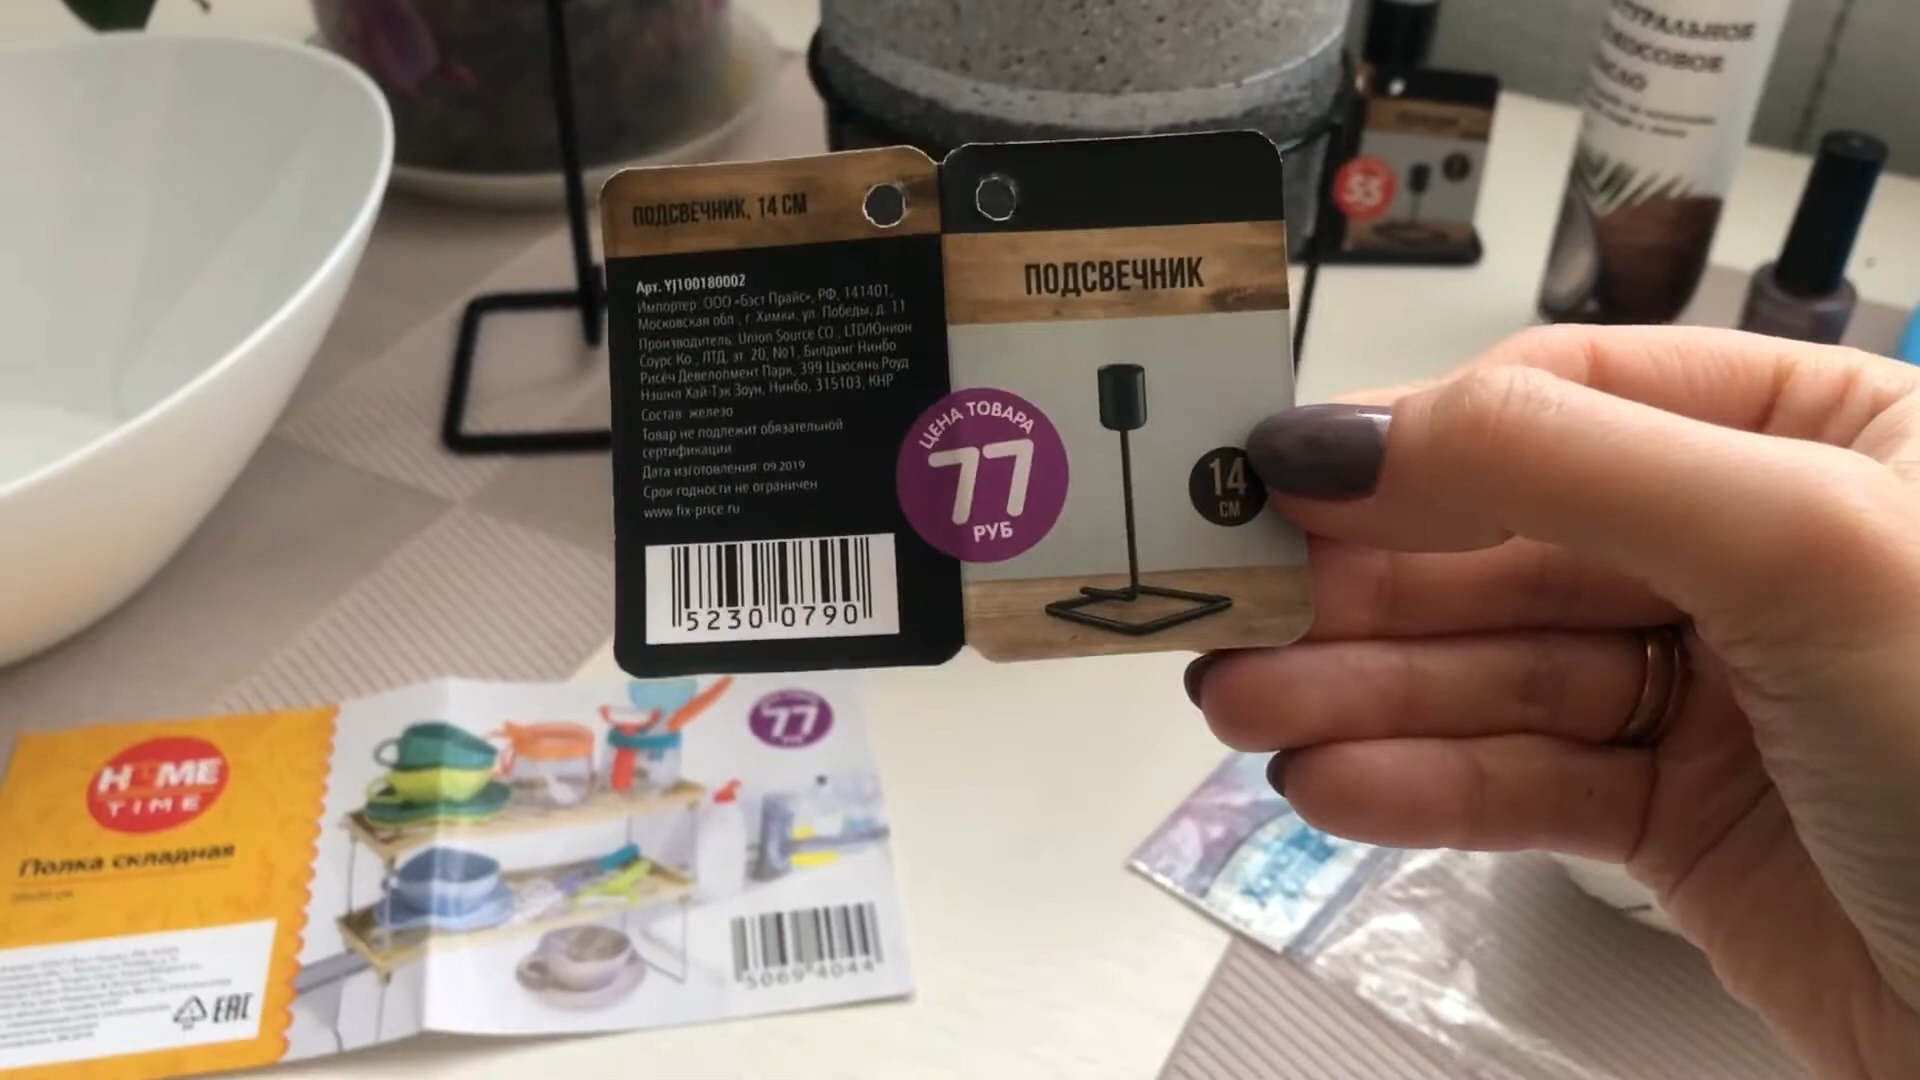 ПОДСВЕЧНИК, 14 СМ
Арт. YJ100180002
Импортер: ООО «Бэст Прайс», РФ, 141401,
Московская обл., г. Химки, ул. Победы, д. 11
Производитель: Union Source CO., LTD/Юнион
Соурс Ко., ЛТД, эт. 20, №1, Билдинг Нинбо
Рисёч Девелопмент Парк, 399 Цзюсянь Роуд
Нэшнл Хай-Тэк Зоун, Нинбо, 315103, КНР
Состав: железо
Товар не подлежит обязательной
сертификации
Дата изготовления: 09.2019
Срок годности не ограничен
www.fix-price.ru
5230 0790
ПОДСВЕЧНИК
ЦЕНА ТОВАРА
77
РУБ
14
СМ
55
HOME
TIME
Полка складная
77
5069 4044
EAC